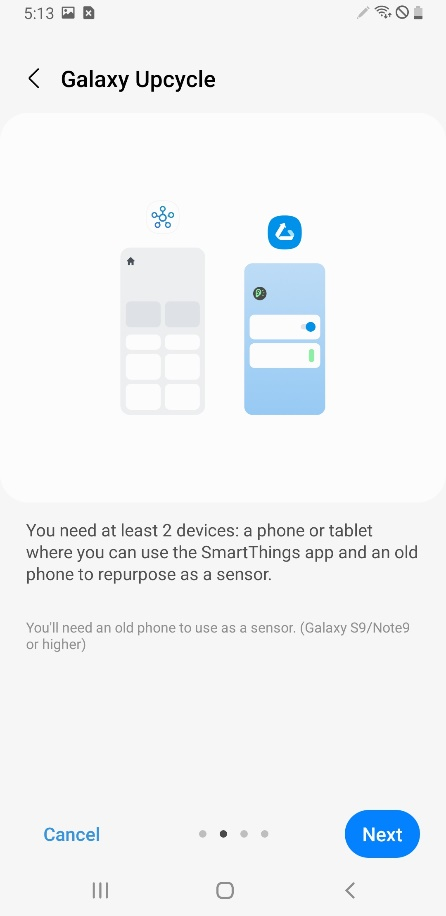 5:13
Galaxy Upcycle
You need at least 2 devices: a phone or tablet
where you can use the SmartThings app and an old
phone to repurpose as a sensor.
You'll need an old phone to use as a sensor. (Galaxy S9/Note9
or higher)
Cancel
Next